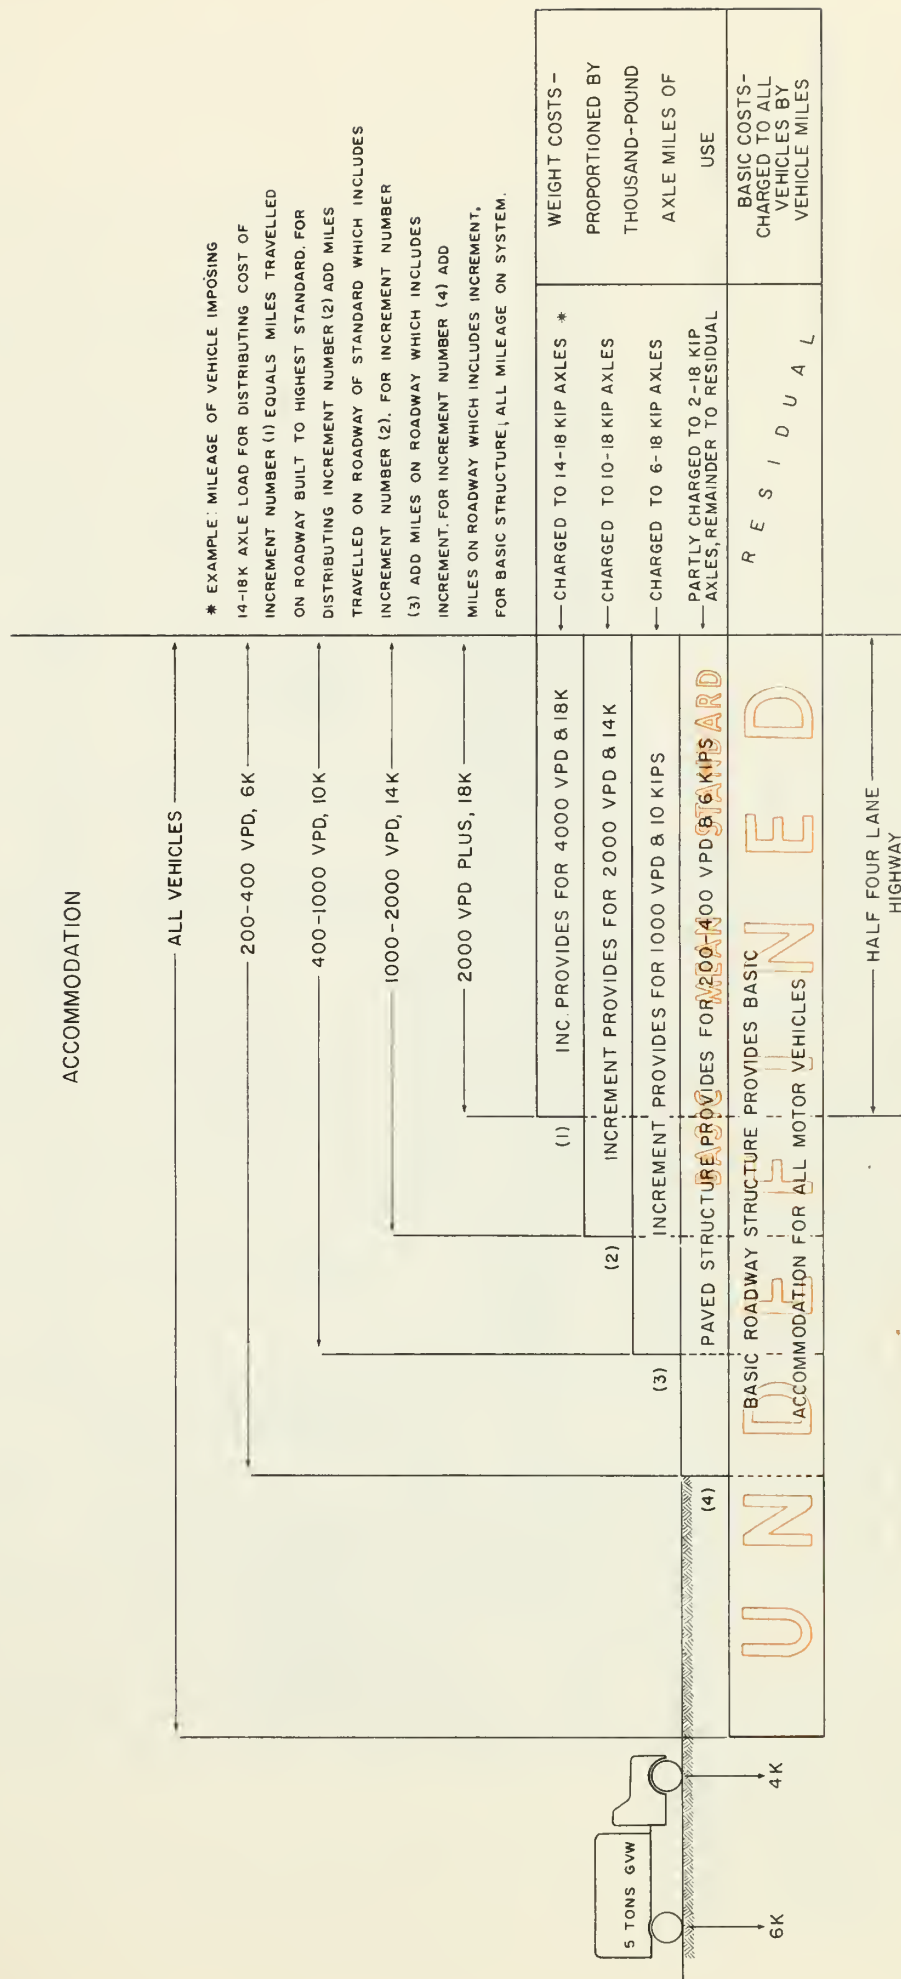 ACCOMMODATION
ALL VEHICLES
200-400 VPD, 6K
400-1000 VPD, 10K
1000-2000 VPD, 14K
2000 VPD PLUS, 18K
* EXAMPLE: MILEAGE OF VEHICLE IMPOSING
14-18K AXLE LOAD FOR DISTRIBUTING COST OF
INCREMENT NUMBER (1) EQUALS MILES TRAVELLED
ON ROADWAY BUILT TO HIGHEST STANDARD. FOR
DISTRIBUTING INCREMENT NUMBER (2) ADD MILES
TRAVELLED ON ROADWAY OF STANDARD WHICH INCLUDES
INCREMENT NUMBER (2). FOR INCREMENT NUMBER
(3) ADD MILES ON ROADWAY WHICH INCLUDES
INCREMENT. FOR INCREMENT NUMBER (4) ADD
MILES ON ROADWAY WHICH INCLUDES INCREMENT,
FOR BASIC STRUCTURE, ALL MILEAGE ON SYSTEM.
(1)
INC. PROVIDES FOR 4000 VPD & 18K
CHARGED TO 14-18 KIP AXLES *
(2)
INCREMENT PROVIDES FOR 2000 VPD & 14K
CHARGED TO 10-18 KIP AXLES
(3)
INCREMENT PROVIDES FOR 1000 VPD & 10 KIPS
CHARGED TO 6-18 KIP AXLES
(4)
PAVED STRUCTURE PROVIDES FOR 200-400 VPD & 6 KIPS
BASIC MEAN STANDARD
PARTLY CHARGED TO 2-18 KIP
AXLES, REMAINDER TO RESIDUAL
WEIGHT COSTS-
PROPORTIONED BY
THOUSAND-POUND
AXLE MILES OF
USE
BASIC ROADWAY STRUCTURE PROVIDES BASIC
ACCOMMODATION FOR ALL MOTOR VEHICLES
UNDEFINED
RESIDUAL
BASIC COSTS-
CHARGED TO ALL
VEHICLES BY
VEHICLE MILES
5 TONS GVW
6K
4K
HALF FOUR LANE
HIGHWAY